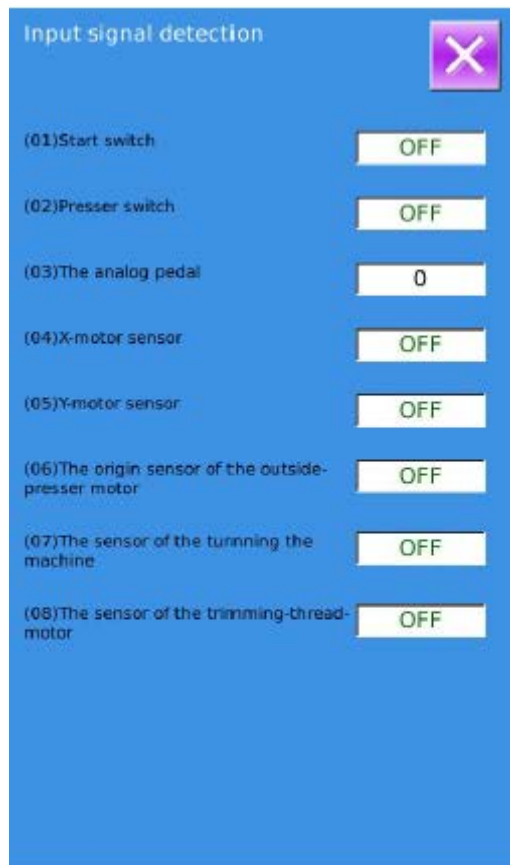 Input signal detection
(01)Start switch
OFF
(02)Presser switch
OFF
(03)The analog pedal
0
(04)X-motor sensor
OFF
(05)Y-motor sensor
OFF
(06)The origin sensor of the outside-
presser motor
OFF
(07)The sensor of the turnning the
machine
OFF
(08)The sensor of the trimming-thread-
motor
OFF